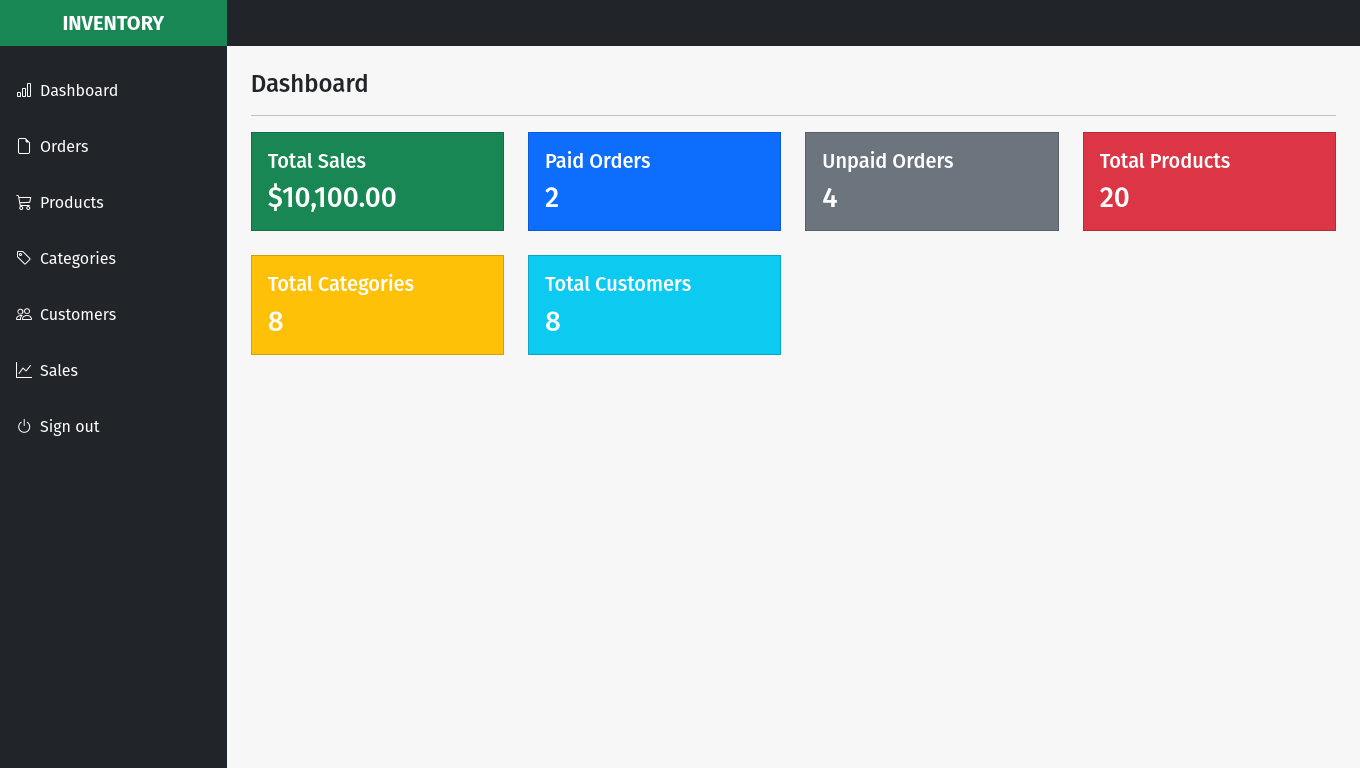 INVENTORY
Dashboard
Orders
Products
Categories
Customers
Sales
Sign out
Dashboard
Total Sales
$10,100.00
Paid Orders
2
Unpaid Orders
4
Total Products
20
Total Categories
8
Total Customers
8